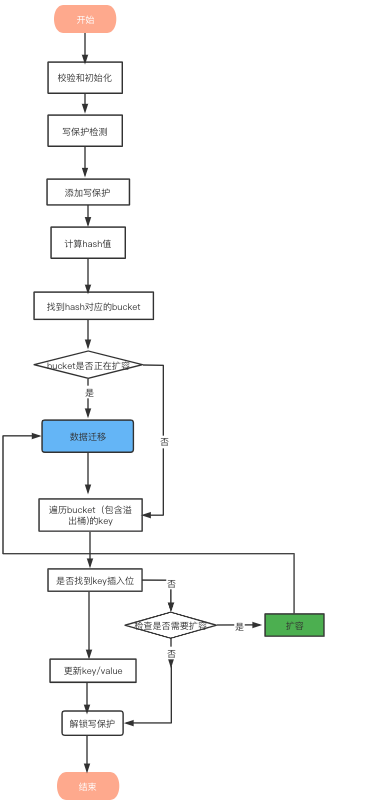 开始
校验和初始化
写保护检测
添加写保护
计算hash值
找到hash对应的bucket
bucket是否正在扩容
是
否
数据迁移
遍历bucket（包含溢
出桶)的key
是否找到key插入位
否
检查是否需要扩容
是
扩容
否
更新key/value
解锁写保护
结束